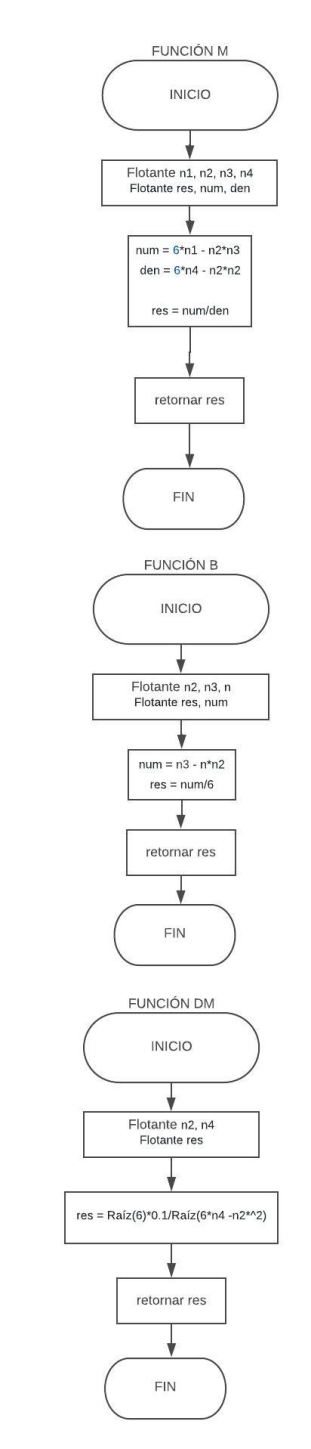 FUNCIÓN M
INICIO
Flotante n1, n2, n3, n4
Flotante res, num, den
num = 6*n1 - n2*n3
den = 6*n4 - n2*n2
res = num/den
retornar res
FIN
FUNCIÓN B
INICIO
Flotante n2, n3, n
Flotante res, num
num = n3 - n*n2
res = num/6
retornar res
FIN
FUNCIÓN DM
INICIO
Flotante n2, n4
Flotante res
res = Raíz(6)*0.1/Raíz(6*n4 -n2*^2)
retornar res
FIN